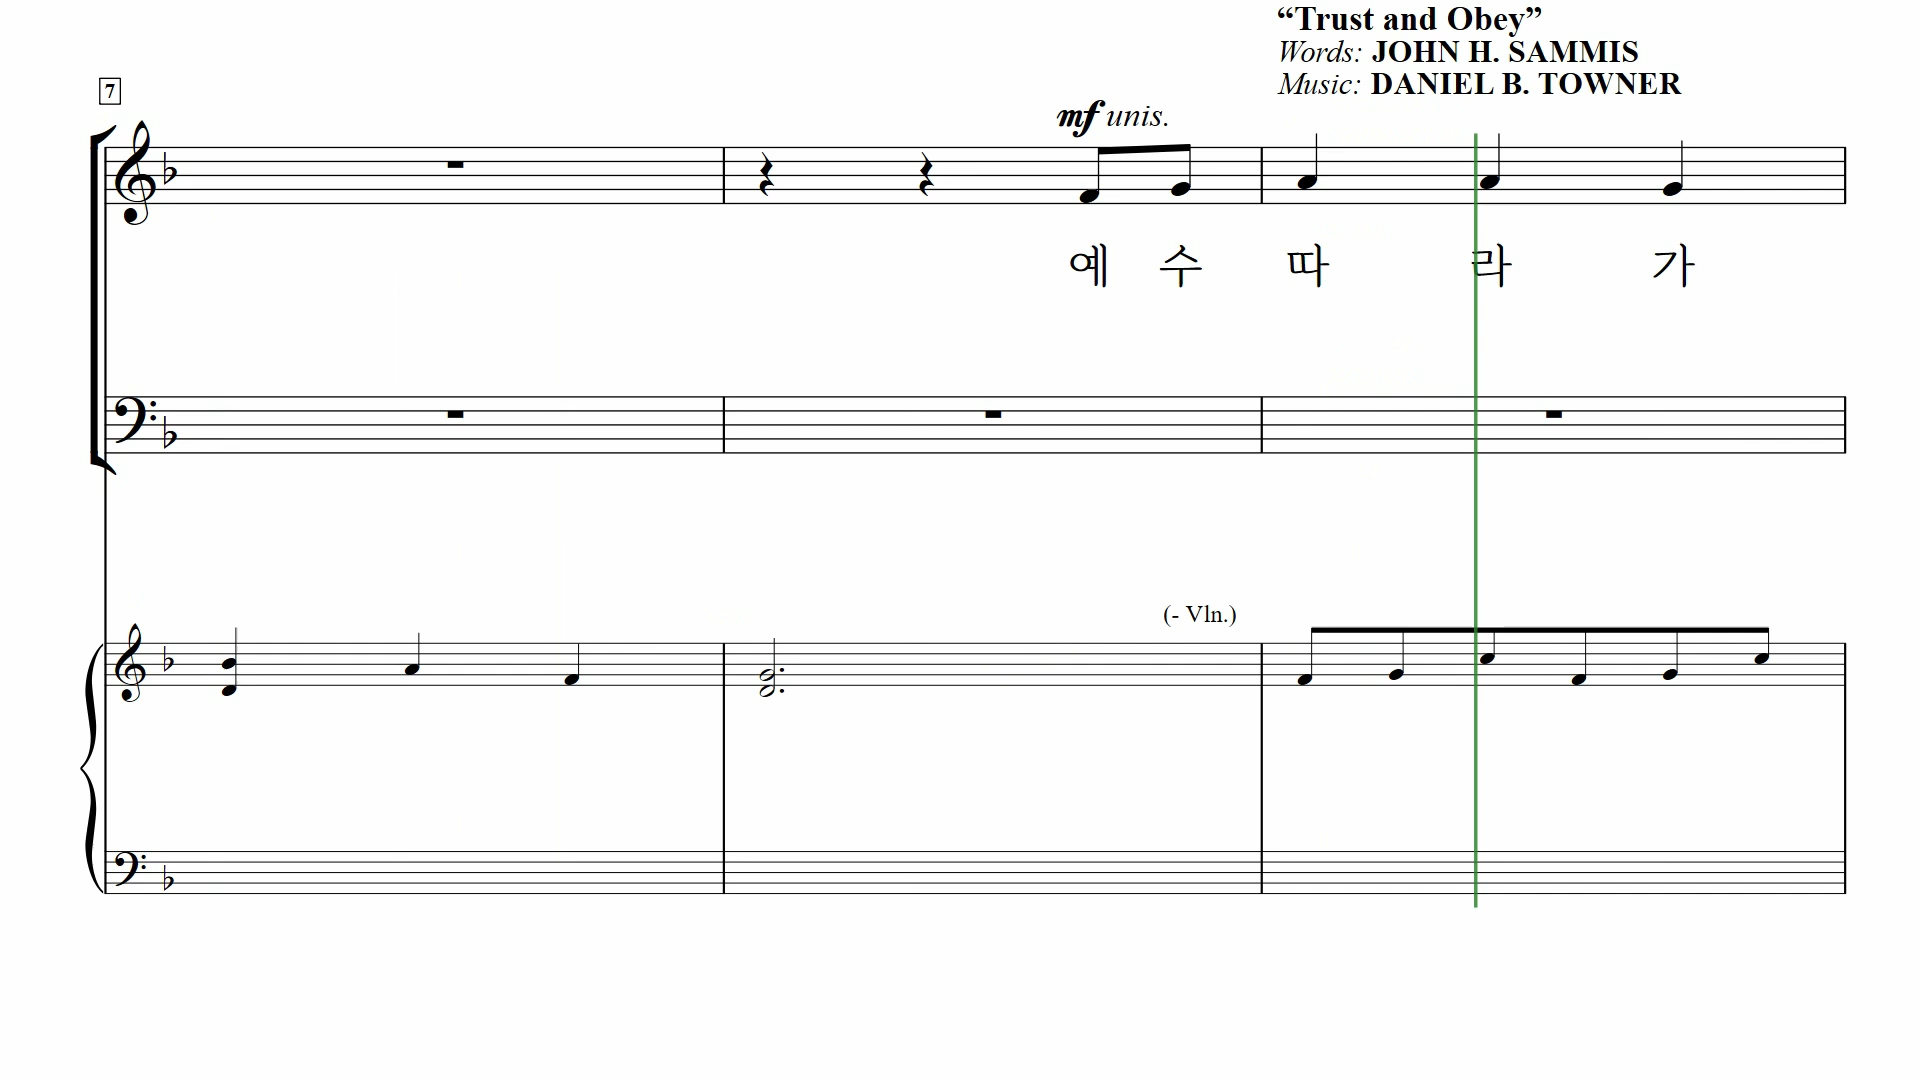 “Trust and Obey”
Words: JOHN H. SAMMIS
Music: DANIEL B. TOWNER
7
mf unis.
예 수 따 라 가
(- Vln.)